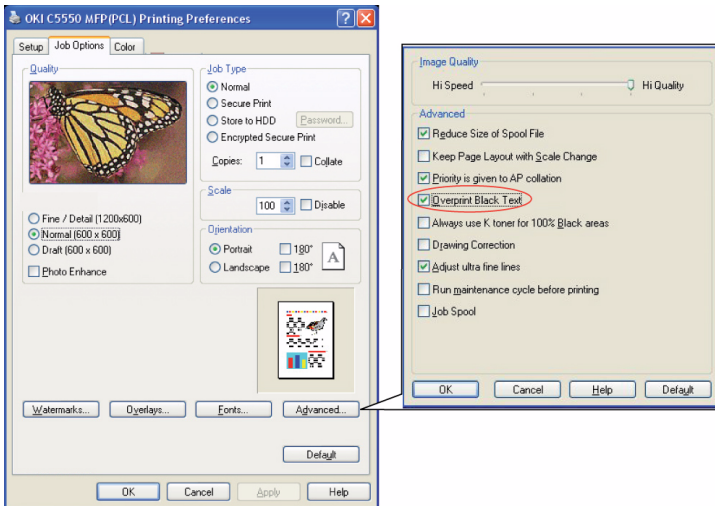 OKI C5550 MFP(PCL) Printing Preferences
Setup Job Options Color
Quality
Fine / Detail (1200x600)
Normal (600 x 600)
Draft (600 x 600)
Photo Enhance
Job Type
Normal
Secure Print
Store to HDD Password...
Encrypted Secure Print
Copies: 1 Collate
Scale
100 Disable
Orientation
Portrait 180°
Landscape 180°
A
Watermarks... Overlays... Fonts... Advanced...
Default
OK Cancel Apply Help
Image Quality
Hi Speed Hi Quality
Advanced
Reduce Size of Spool File
Keep Page Layout with Scale Change
Priority is given to AP collation
Overprint Black Text
Always use K toner for 100% Black areas
Drawing Correction
Adjust ultra fine lines
Run maintenance cycle before printing
Job Spool
OK Cancel Help Default